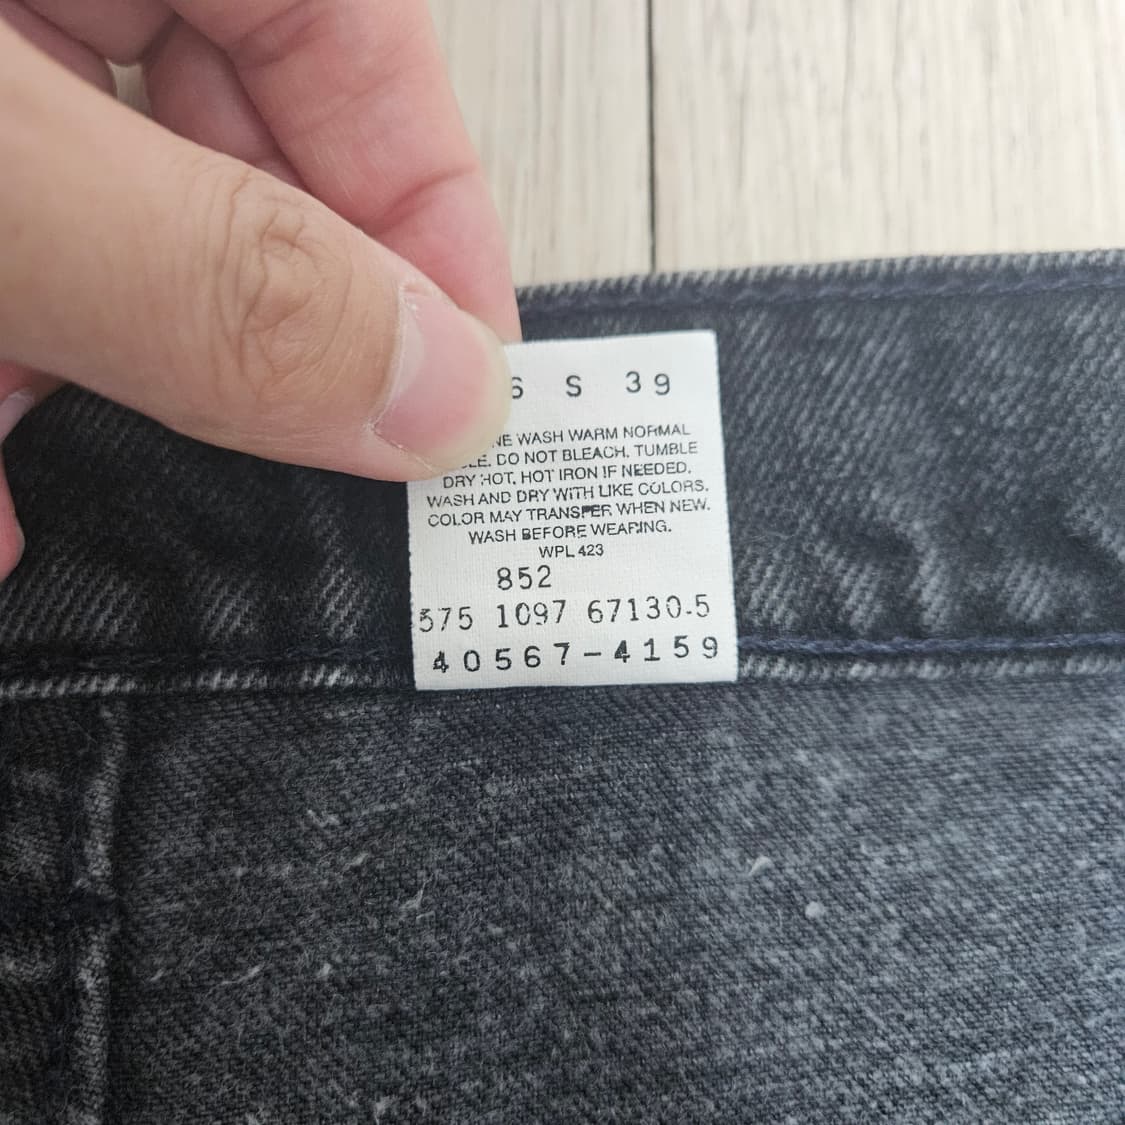 6 S 39
WASH WARM NORMAL
DO NOT BLEACH. TUMBLE
DRY HOT. HOT IRON IF NEEDED.
WASH AND DRY WITH LIKE COLORS.
COLOR MAY TRANSFER WHEN NEW.
WASH BEFORE WEARING.
WPL 423
852
575 1097 67130-5
40567-4159